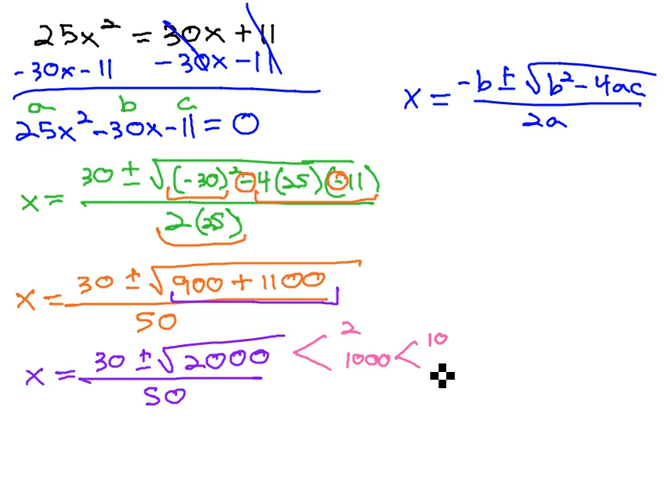 25x² = 30x + 11
-30x - 11 - 30x - 11
a b c
25x² - 30x - 11 = 0
x = -b ± √b² - 4ac / 2a
x = 30 ± √(-30)² - 4(25)(-11) / 2(25)
x = 30 ± √900 + 1100 / 50
x = 30 ± √2000 / 50 < 2 1000 < 10